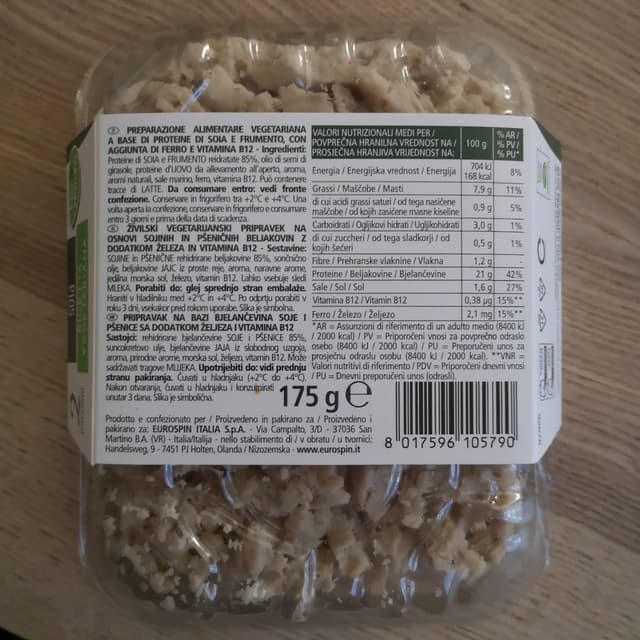 PREPARAZIONE ALIMENTARE VEGETARIANA
A BASE DI PROTEINE DI SOIA E FRUMENTO, CON
AGGIUNTA DI FERRO E VITAMINA B12 - Ingredienti:
Proteine di SOIA e FRUMENTO reidratate 85%, olio di semi di
girasole, proteine d'UOVO da allevamento all'aperto, aroma,
aromi naturali, sale marino, ferro, vitamina B12. Può contenere
tracce di LATTE. Da consumare entro: vedi fronte
confezione. Conservare in frigorifero tra +2°C e +4°C. Una
volta aperta la confezione, conservare in frigorifero e consumare
entro 3 giorni e prima della data di scadenza.
ŽIVILSKI VEGETARIJANSKI PRIPRAVEK NA
OSNOVI SOJINIH IN PŠENIČNIH BELJAKOVIN Z
DODATKOM ŽELEZA IN VITAMINA B12 - Sestavine:
SOJINE in PŠENIČNE rehidrirane beljakovine 85%, sončnično
olje, beljakovine JAJC iz proste reje, aroma, naravne arome,
jedilna morska sol, železo, vitamin B12. Lahko vsebuje sledi
MLEKA. Porabiti do: glej sprednjo stran embalaže.
Hraniti v hladilniku med +2°C in +4°C. Po odprtju porabiti v
roku 3 dni, vsekakor pred rokom uporabe. Slika je simbolna.
PRIPRAVAK NA BAZI BJELANČEVINA SOJE I
PŠENICE SA DODATKOM ŽELJEZA I VITAMINA B12
Sastojci: rehidrirane bjelančevine SOJE i PŠENICE 85%,
suncokretovo ulje, bjelančevine JAJA iz slobodnog uzgoja,
aroma, prirodne arome, morska sol, željezo, vitamin B12. Može
sadržavati tragove MLIJEKA. Upotrijebiti do: vidi prednju
stranu pakiranja. Čuvati u hladnjaku (+2°C do +4°C).
Nakon otvaranja, čuvati u hladnjaku i konzumirati
unutar 3 dana. Slika je simbolična.
VALORI NUTRIZIONALI MEDI PER /
POVPREČNA HRANILNA VREDNOST NA /
PROSJEČNA HRANJIVA VRIJEDNOST NA:
100 g
% AR /
% PV /
% PU*
Energia / Energijska vrednost / Energija 704 kJ 168 kcal 8%
Grassi / Maščobe / Masti 7,9 g 11%
di cui acidi grassi saturi / od tega nasičene
maščobe / od kojih zasićene masne kiseline 0,9 g 5%
Carboidrati / Ogljikovi hidrati / Ugljikohidrati 3,0 g 1%
di cui zuccheri / od tega sladkorji / od
kojih šećeri 0,5 g 1%
Fibre / Prehranske vlaknine / Vlakna 1,2 g -
Proteine / Beljakovine / Bjelančevine 21 g 42%
Sale / Sol / Sol 1,6 g 27%
Vitamina B12 / Vitamin B12 0,38 µg 15%**
Ferro / Železo / Željezo 2,1 mg 15%**
*AR = Assunzioni di riferimento di un adulto medio (8400 kJ
/ 2000 kcal) / PV = Priporočeni vnosi za povprečno odraslo
osebo (8400 kJ / 2000 kcal) / PU = Preporučeni unos za
prosječnu odraslu osobu (8400 kJ / 2000 kcal). **VNR =
Valori nutritivi di riferimento / PDV = Priporočeni dnevni vnosi
/ PU = Dnevni preporučeni unos (odrasli).
175 g e
8 017596 105790
Prodotto e confezionato per / Proizvedeno in pakirano za / Proizvedeno i
pakirano za: EUROSPIN ITALIA S.p.A. - Via Campalto, 3/D - 37036 San
Martino B.A. (VR) - Italia/Italija - nello stabilimento di / v obratu / u tvornici:
Handelsweg, 9 - 7451 PJ Holten, Olanda / Nizozemska - www.eurospin.it
soia
2